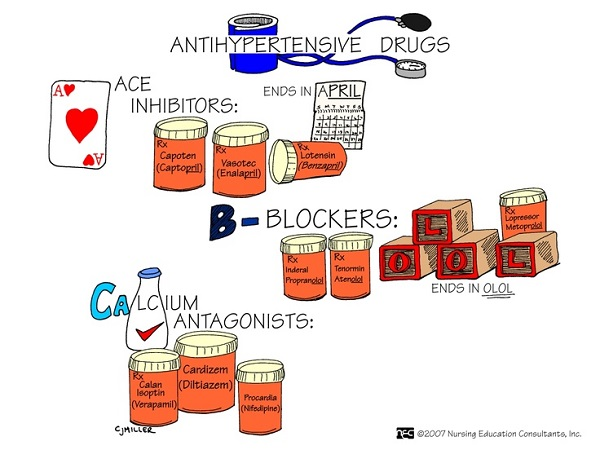 ANTIHYPERTENSIVE DRUGS
A
A
ACE
INHIBITORS:
ENDS IN APRIL
S M T W T F S
Rx
Capoten
(Captopril)
Rx
Vasotec
(Enalapril)
Rx
Lotensin
(Benzapril)
B-BLOCKERS:
Rx
Inderal
Propranolol
Rx
Tenormin
Atenolol
L
O O L
Rx
Lopressor
Metoprolol
ENDS IN OLOL
CALCIUM
ANTAGONISTS:
Rx
Calan
Isoptin
(Verapamil)
Cardizem
(Diltiazem)
Procardia
(Nifedipine)
CJMILLER
nec ©2007 Nursing Education Consultants, Inc.